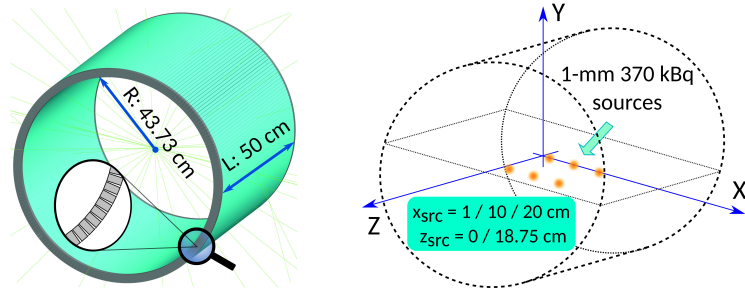 R: 43.73 cm
L: 50 cm
Y
1-mm 370 kBq
sources
X
Z
xsrc = 1 / 10 / 20 cm
zsrc = 0 / 18.75 cm